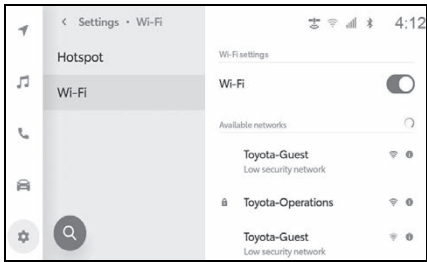 < Settings • Wi-Fi
4:12
Hotspot
Wi-Fi
Wi-Fi settings
Wi-Fi
Available networks
Toyota-Guest
Low security network
Toyota-Operations
Toyota-Guest
Low security network